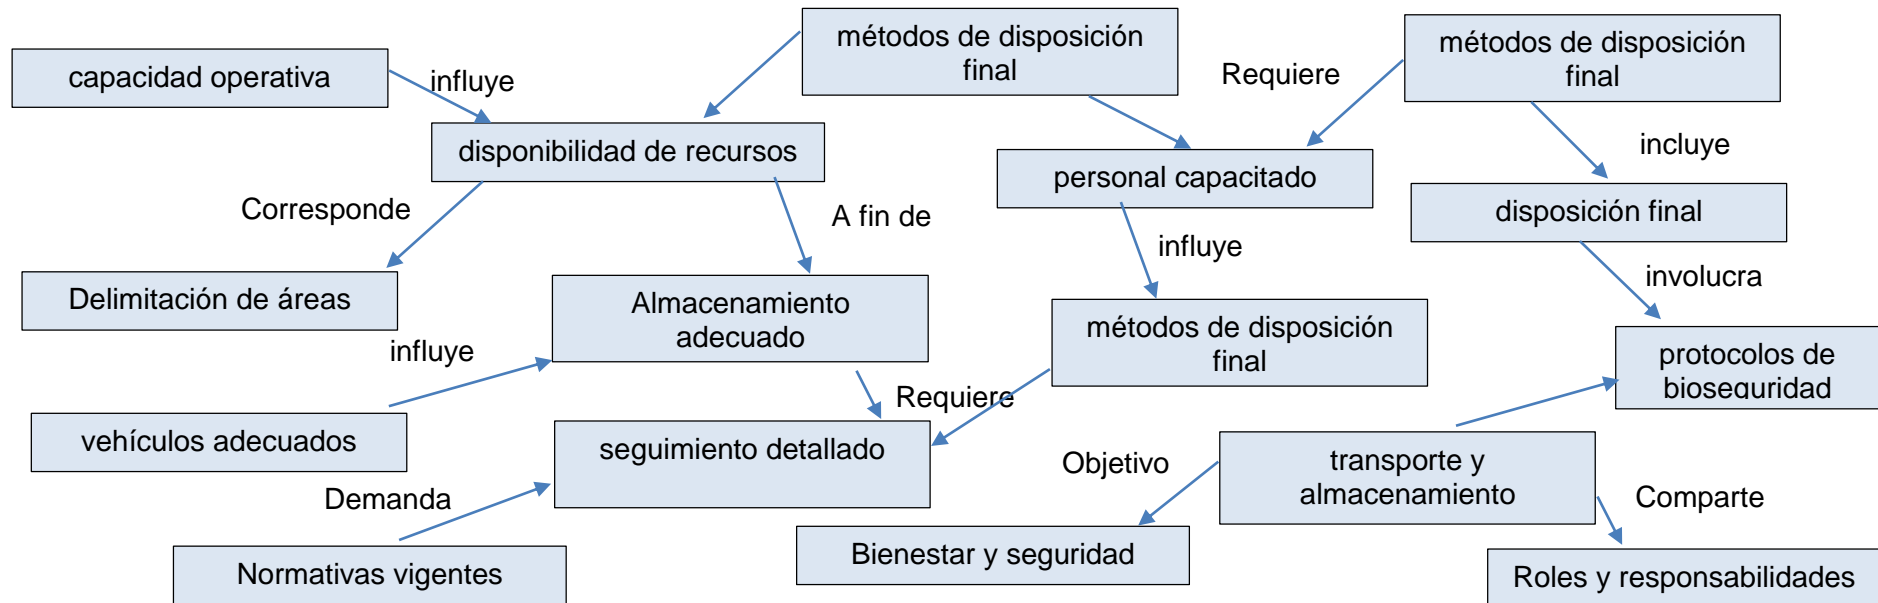 métodos de disposición
final
métodos de disposición
final
capacidad operativa
influye
Requiere
disponibilidad de recursos
incluye
personal capacitado
disposición final
Corresponde
A fin de
influye
involucra
Delimitación de áreas
Almacenamiento
adecuado
métodos de disposición
final
influye
protocolos de
bioseguridad
Requiere
vehículos adecuados
seguimiento detallado
Objetivo
transporte y
almacenamiento
Demanda
Comparte
Bienestar y seguridad
Normativas vigentes
Roles y responsabilidades